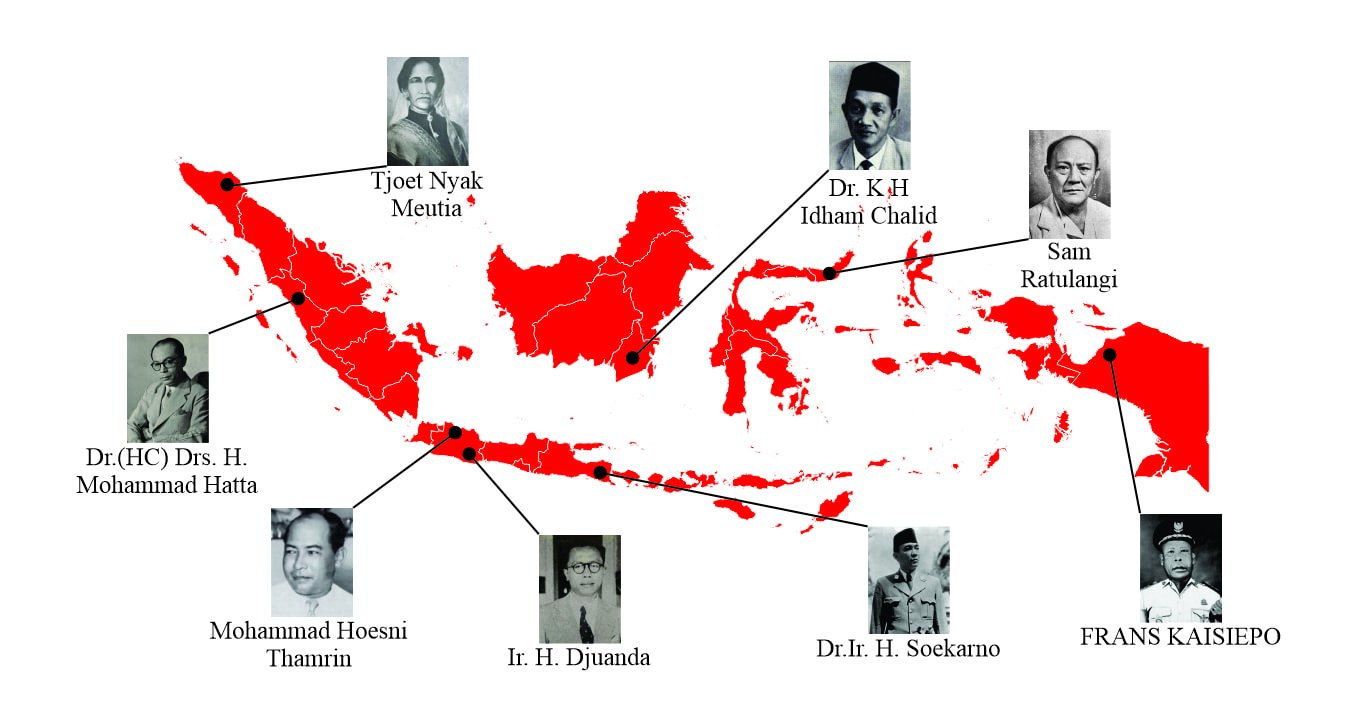 Tjoet Nyak
Meutia
Dr. K H
Idham Chalid
Sam
Ratulangi
Dr.(HC) Drs. H.
Mohammad Hatta
Mohammad Hoesni
Thamrin
Ir. H. Djuanda
Dr.Ir. H. Soekarno
FRANS KAISIEPO